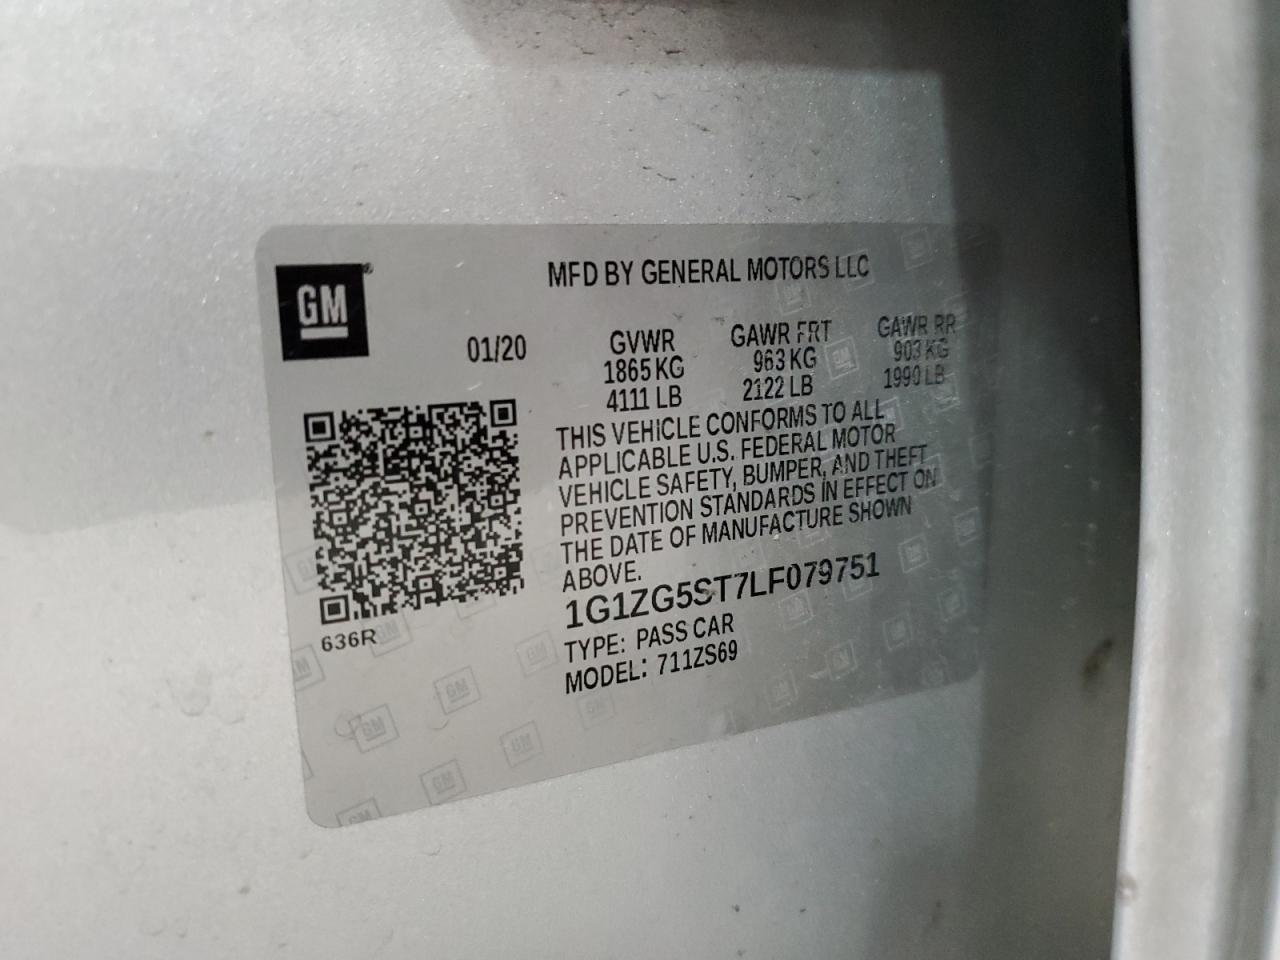 GM®
MFD BY GENERAL MOTORS LLC
01/20
GVWR GAWR FRT GAWR RR
1865 KG 963 KG 903 KG
4111 LB 2122 LB 1990 LB
THIS VEHICLE CONFORMS TO ALL
APPLICABLE U.S. FEDERAL MOTOR
VEHICLE SAFETY, BUMPER, AND THEFT
PREVENTION STANDARDS IN EFFECT ON
THE DATE OF MANUFACTURE SHOWN
ABOVE.
1G1ZG5ST7LF079751
TYPE: PASS CAR
MODEL: 711ZS69
636R